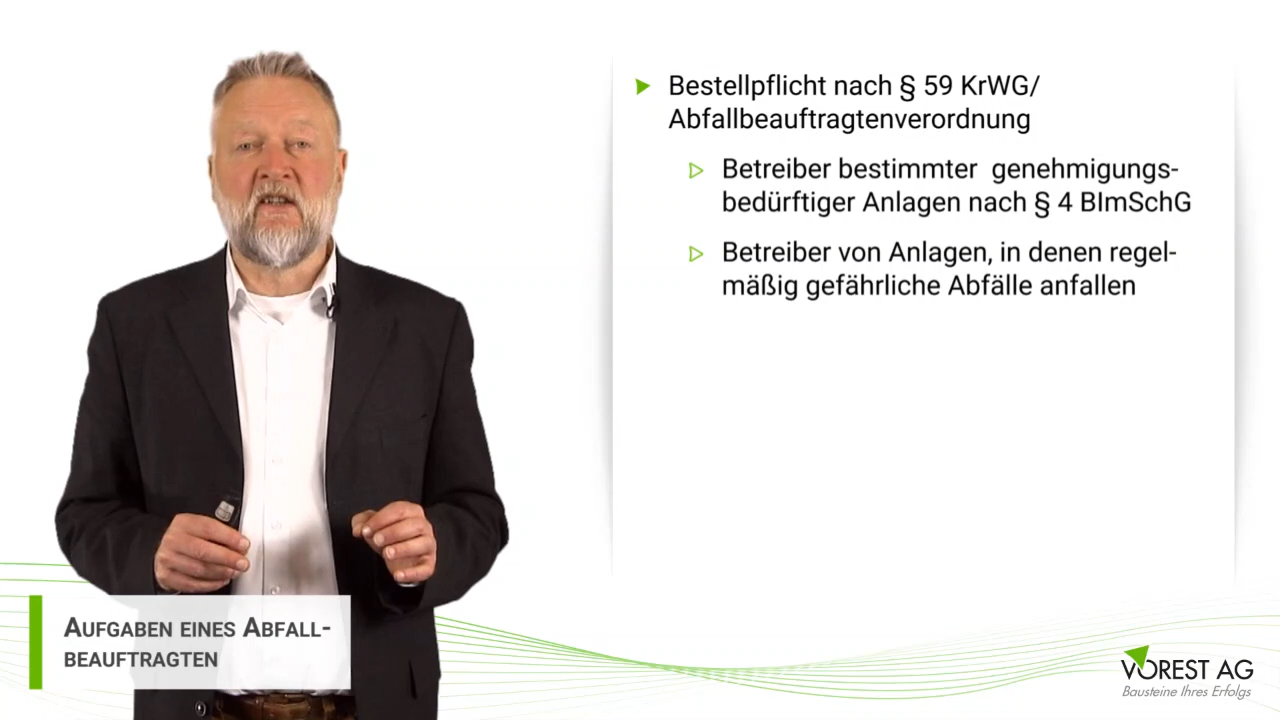 Bestellpflicht nach § 59 KrWG/
Abfallbeauftragtenverordnung
Betreiber bestimmter genehmigungs-
bedürftiger Anlagen nach § 4 BImSchG
Betreiber von Anlagen, in denen regel-
mäßig gefährliche Abfälle anfallen
AUFGABEN EINES ABFALL-
BEAUFTRAGTEN
VOREST AG
Bausteine Ihres Erfolgs